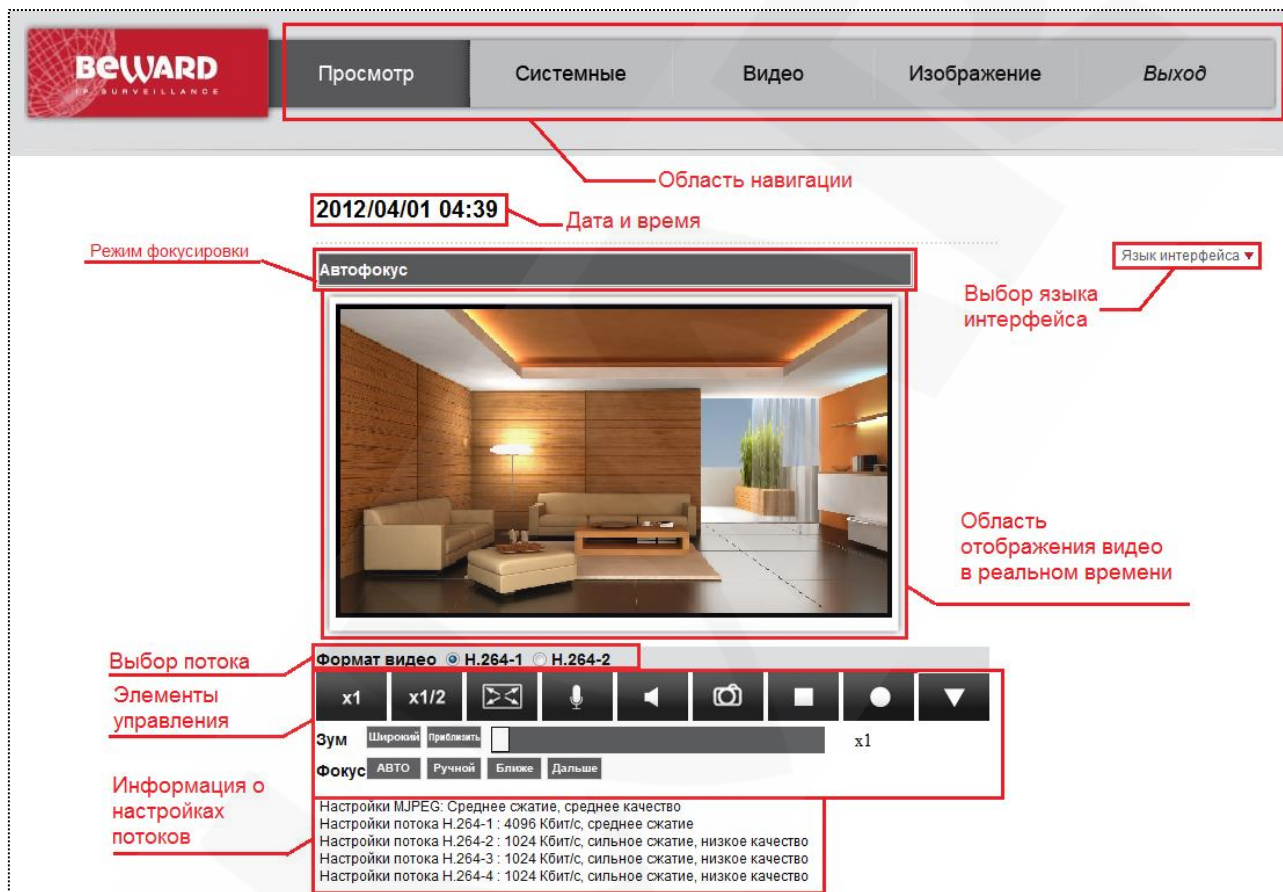 BEWARD
IP SURVEILLANCE
Просмотр
Системные
Видео
Изображение
Выход
Область навигации
2012/04/01 04:39
Дата и время
Режим фокусировки
Автофокус
Язык интерфейса
Выбор языка
интерфейса
Область
отображения видео
в реальном времени
Выбор потока
Формат видео H.264-1 H.264-2
Элементы
управления
x1
x1/2
Зум Широкий Приблизить x1
Фокус АВТО Ручной Ближе Дальше
Информация о
настройках
потоков
Настройки MJPEG: Среднее сжатие, среднее качество
Настройки потока H.264-1 : 4096 Кбит/с, среднее сжатие
Настройки потока H.264-2 : 1024 Кбит/с, сильное сжатие, низкое качество
Настройки потока H.264-3 : 1024 Кбит/с, сильное сжатие, низкое качество
Настройки потока H.264-4 : 1024 Кбит/с, сильное сжатие, низкое качество